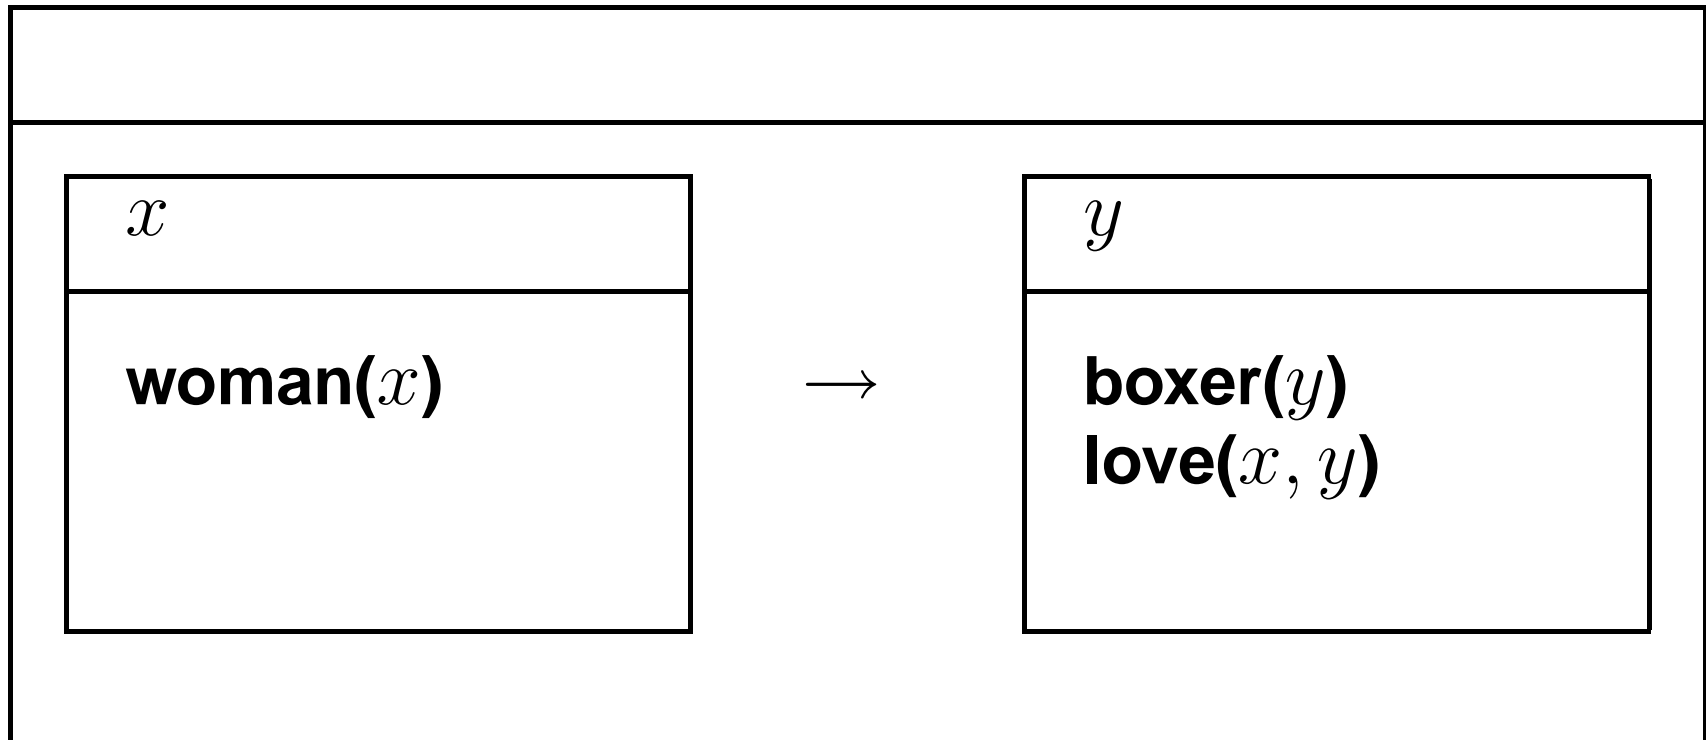 x
y
woman(x)
→
boxer(y)
love(x, y)